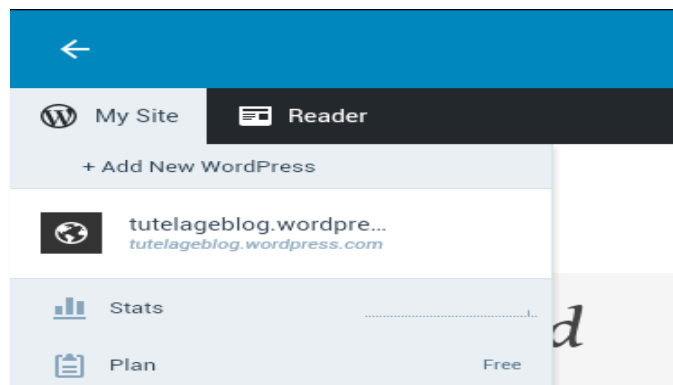 My Site Reader
+ Add New WordPress
tutelageblog.wordpre...
tutelageblog.wordpress.com
Stats
d
Plan Free